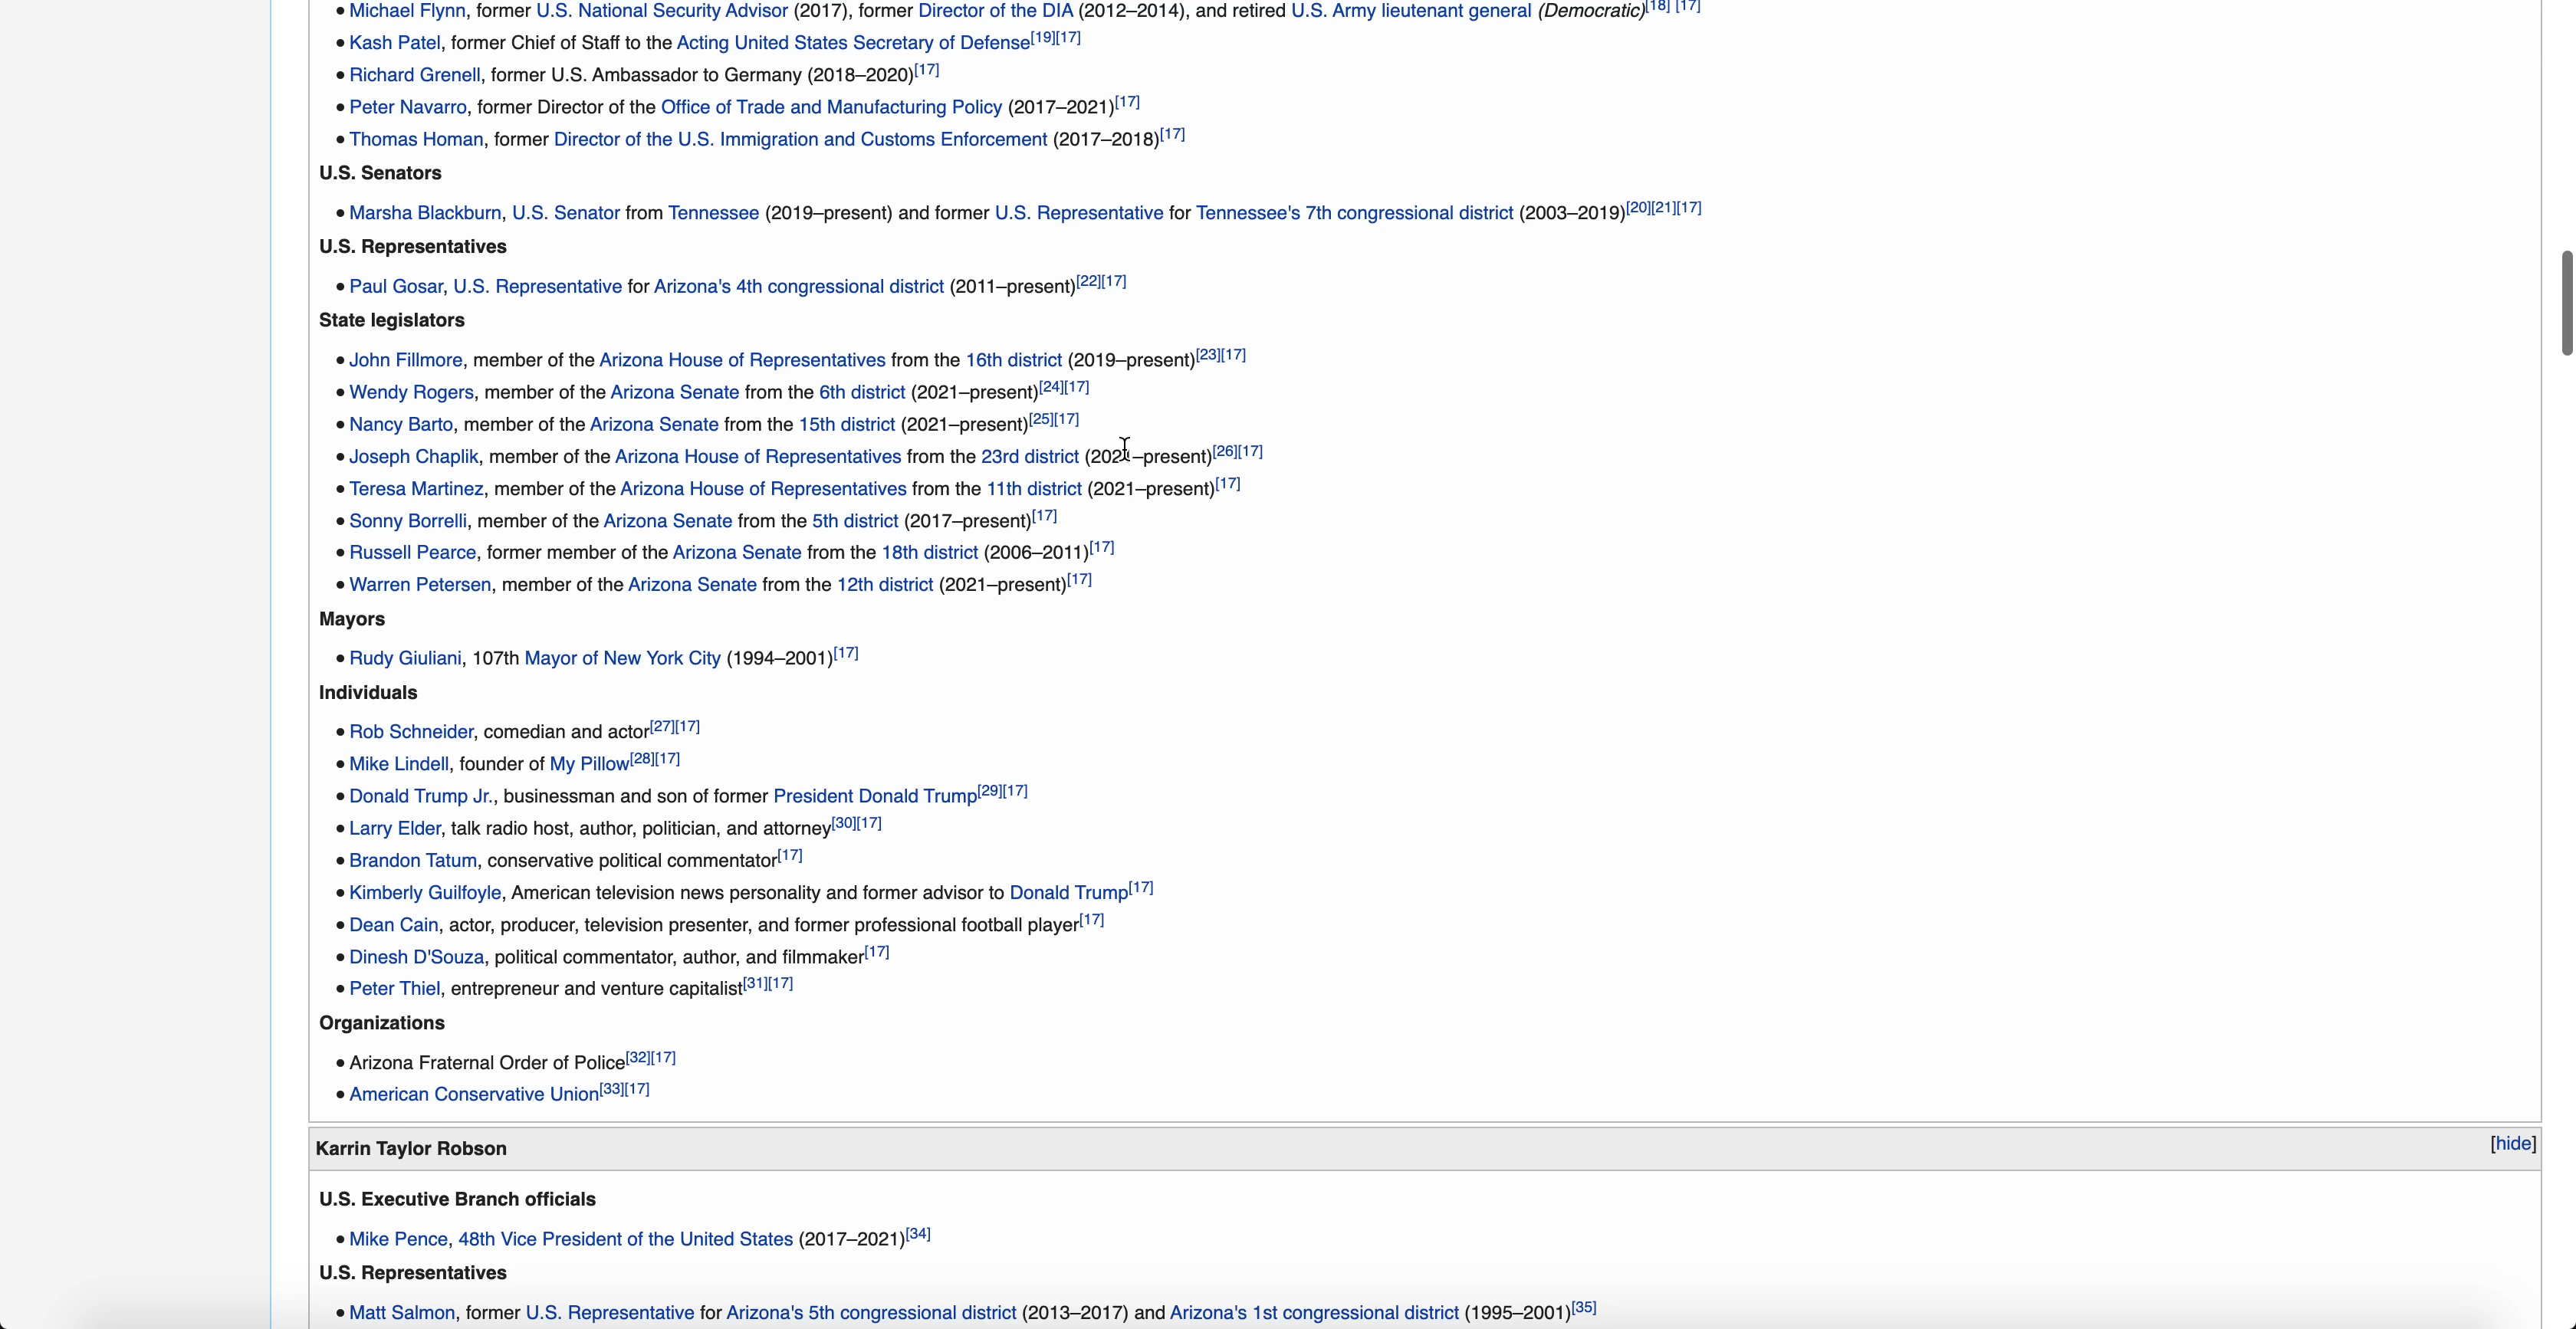 • Michael Flynn, former U.S. National Security Advisor (2017), former Director of the DIA (2012–2014), and retired U.S. Army lieutenant general (Democratic)[18] [17]
• Kash Patel, former Chief of Staff to the Acting United States Secretary of Defense[19][17]
• Richard Grenell, former U.S. Ambassador to Germany (2018–2020)[17]
• Peter Navarro, former Director of the Office of Trade and Manufacturing Policy (2017–2021)[17]
• Thomas Homan, former Director of the U.S. Immigration and Customs Enforcement (2017–2018)[17]
U.S. Senators
• Marsha Blackburn, U.S. Senator from Tennessee (2019–present) and former U.S. Representative for Tennessee's 7th congressional district (2003–2019)[20][21][17]
U.S. Representatives
• Paul Gosar, U.S. Representative for Arizona's 4th congressional district (2011–present)[22][17]
State legislators
• John Fillmore, member of the Arizona House of Representatives from the 16th district (2019–present)[23][17]
• Wendy Rogers, member of the Arizona Senate from the 6th district (2021–present)[24][17]
• Nancy Barto, member of the Arizona Senate from the 15th district (2021–present)[25][17]
• Joseph Chaplik, member of the Arizona House of Representatives from the 23rd district (2021–present)[26][17]
• Teresa Martinez, member of the Arizona House of Representatives from the 11th district (2021–present)[17]
• Sonny Borrelli, member of the Arizona Senate from the 5th district (2017–present)[17]
• Russell Pearce, former member of the Arizona Senate from the 18th district (2006–2011)[17]
• Warren Petersen, member of the Arizona Senate from the 12th district (2021–present)[17]
Mayors
• Rudy Giuliani, 107th Mayor of New York City (1994–2001)[17]
Individuals
• Rob Schneider, comedian and actor[27][17]
• Mike Lindell, founder of My Pillow[28][17]
• Donald Trump Jr., businessman and son of former President Donald Trump[29][17]
• Larry Elder, talk radio host, author, politician, and attorney[30][17]
• Brandon Tatum, conservative political commentator[17]
• Kimberly Guilfoyle, American television news personality and former advisor to Donald Trump[17]
• Dean Cain, actor, producer, television presenter, and former professional football player[17]
• Dinesh D'Souza, political commentator, author, and filmmaker[17]
• Peter Thiel, entrepreneur and venture capitalist[31][17]
Organizations
• Arizona Fraternal Order of Police[32][17]
• American Conservative Union[33][17]
Karrin Taylor Robson [hide]
U.S. Executive Branch officials
• Mike Pence, 48th Vice President of the United States (2017–2021)[34]
U.S. Representatives
• Matt Salmon, former U.S. Representative for Arizona's 5th congressional district (2013–2017) and Arizona's 1st congressional district (1995–2001)[35]